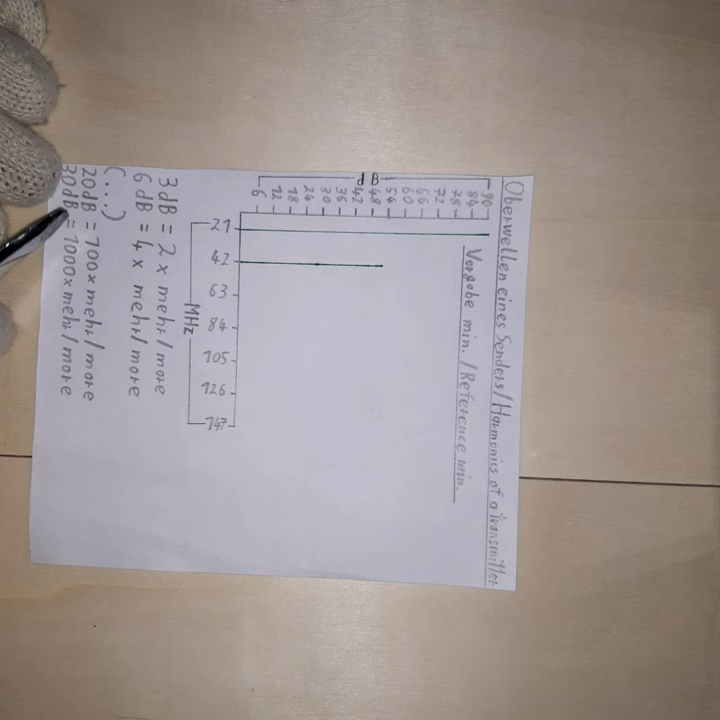 Oberwellen eines Senders/Harmonics of a Transmitter
Vorgabe min./Reference min.
dB
90
84
78
72
66
60
54
48
42
36
30
24
18
12
6
21
42
63
84
105
126
147
MHz
3dB = 2 x mehr/more
6dB = 4 x mehr/more
(...)
20dB = 100x mehr/more
30dB = 1000x mehr/more